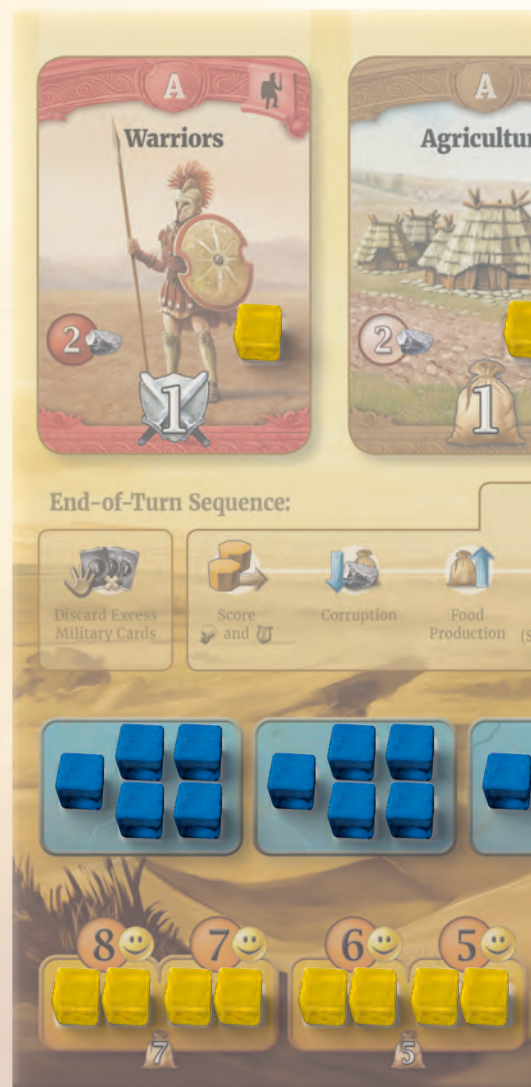 A
A
Warriors
Agricultur
2
2
1
1
End-of-Turn Sequence:
Discard Excess
Military Cards
Score
and
Corruption
Food
Production
(S
8
7
6
5
7
5